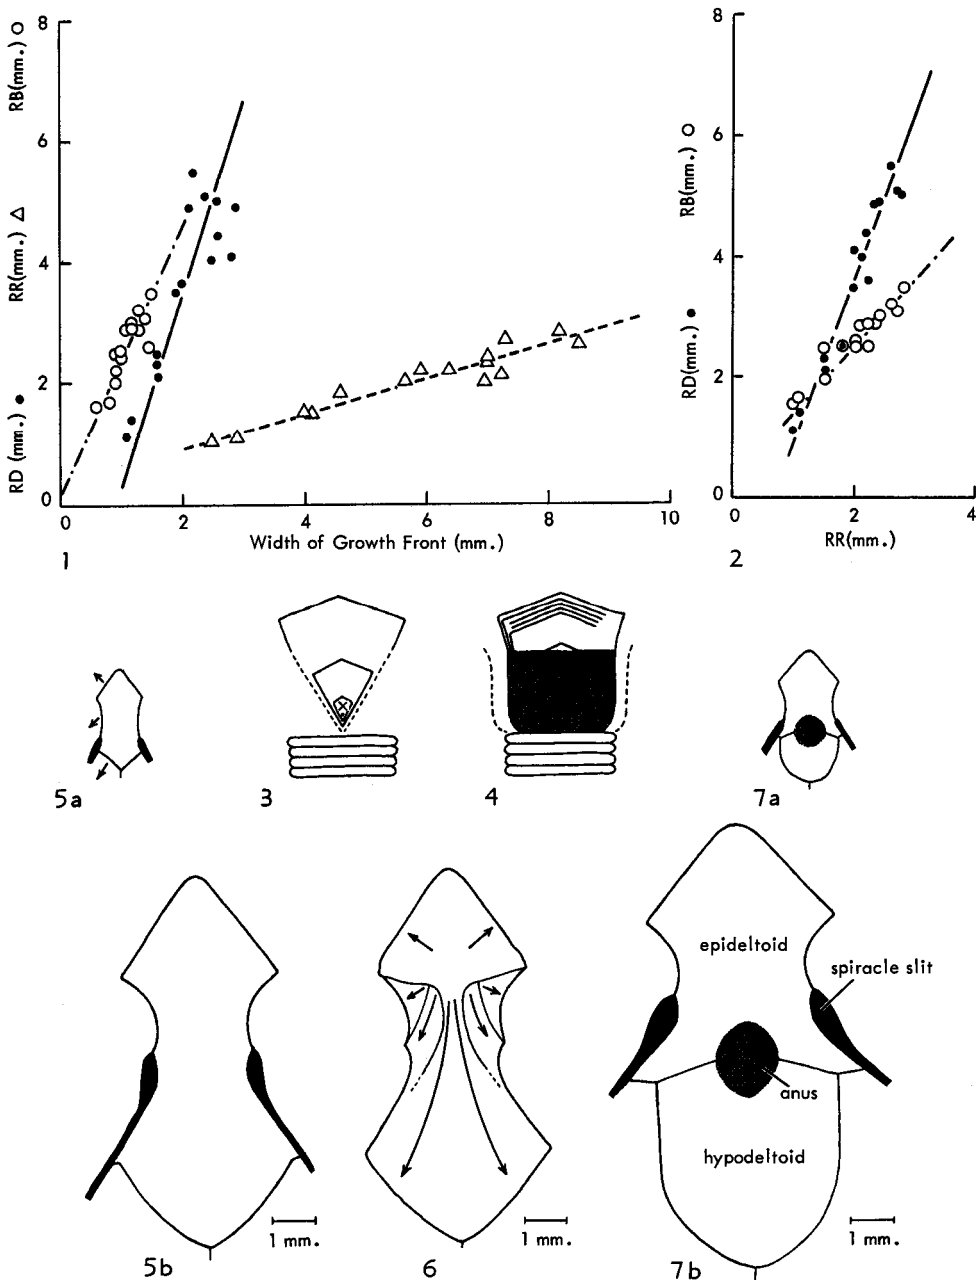 8
6
4
2
0
RB(mm.) O
RR(mm.) △
RD (mm.) ●
0 2 4 6 8 10
Width of Growth Front (mm.)
1
8
6
4
2
0
RB(mm.) O
RD(mm.) ●
0 2 4
RR(mm.)
2
5a
3
4
7a
epideltoid
spiracle slit
anus
hypodeltoid
1 mm.
1 mm.
1 mm.
5b
6
7b